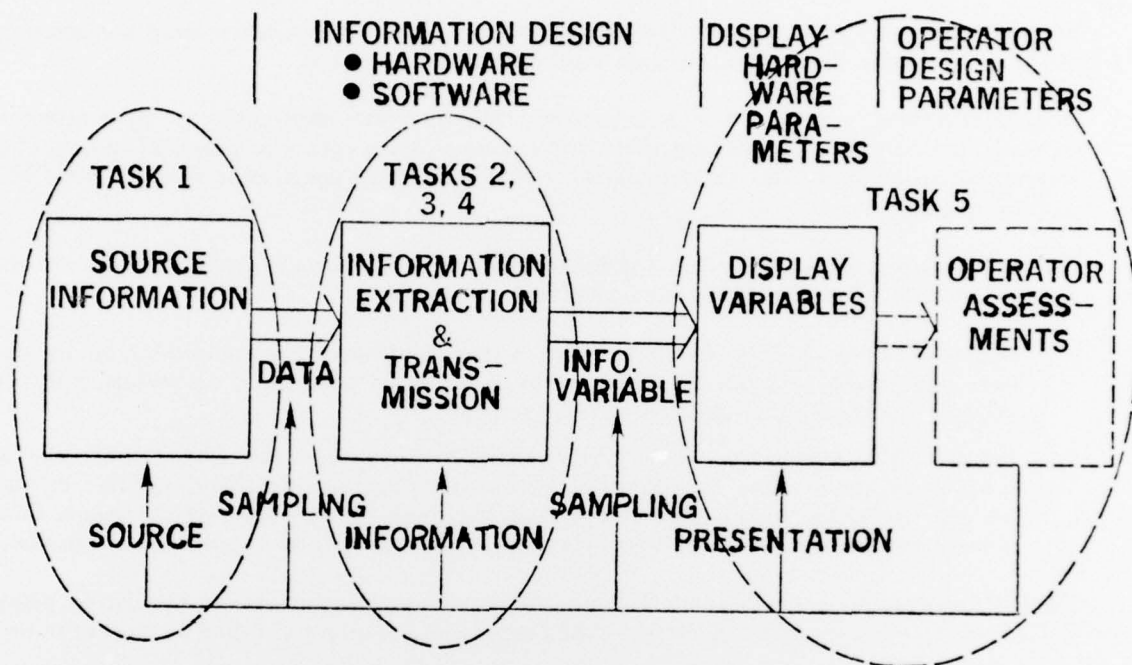 INFORMATION DESIGN
● HARDWARE
● SOFTWARE
DISPLAY
HARD–
WARE
PARA–
METERS
OPERATOR
DESIGN
PARAMETERS
TASK 1
TASKS 2,
3, 4
TASK 5
SOURCE
INFORMATION
DATA
INFORMATION
EXTRACTION
&
TRANS–
MISSION
INFO.
VARIABLE
DISPLAY
VARIABLES
OPERATOR
ASSESS–
MENTS
SOURCE
SAMPLING
INFORMATION
SAMPLING
PRESENTATION